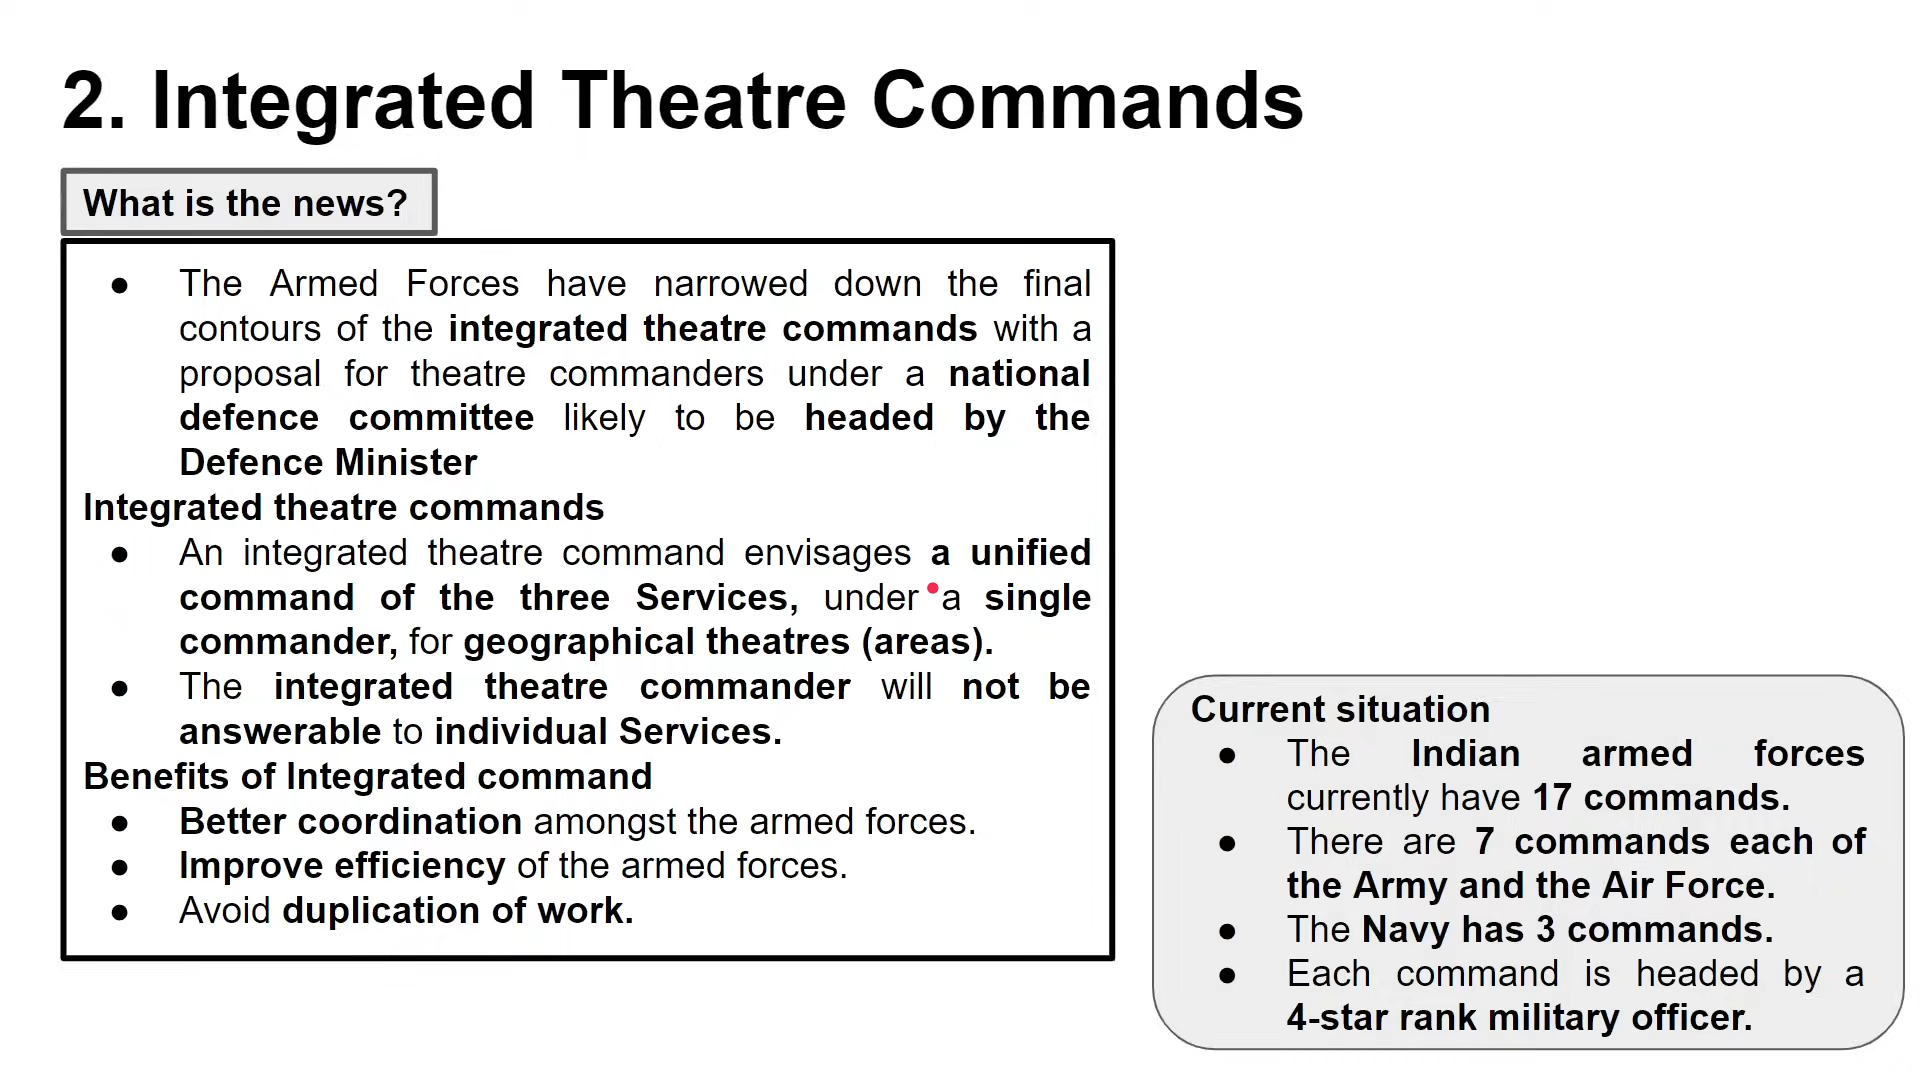 2. Integrated Theatre Commands
What is the news?
● The Armed Forces have narrowed down the final
contours of the integrated theatre commands with a
proposal for theatre commanders under a national
defence committee likely to be headed by the
Defence Minister
Integrated theatre commands
● An integrated theatre command envisages a unified
command of the three Services, under a single
commander, for geographical theatres (areas).
● The integrated theatre commander will not be
answerable to individual Services.
Benefits of Integrated command
● Better coordination amongst the armed forces.
● Improve efficiency of the armed forces.
● Avoid duplication of work.
Current situation
● The Indian armed forces
currently have 17 commands.
● There are 7 commands each of
the Army and the Air Force.
● The Navy has 3 commands.
● Each command is headed by a
4-star rank military officer.